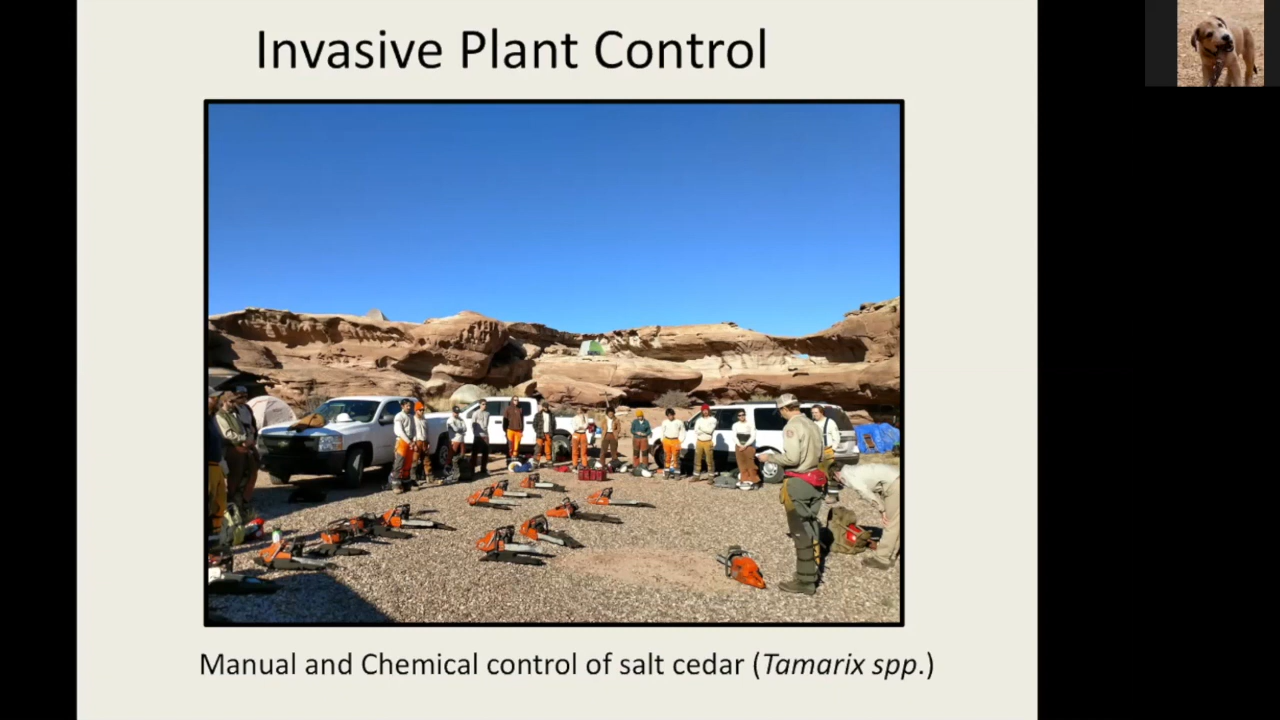 Invasive Plant Control
Manual and Chemical control of salt cedar (Tamarix spp.)